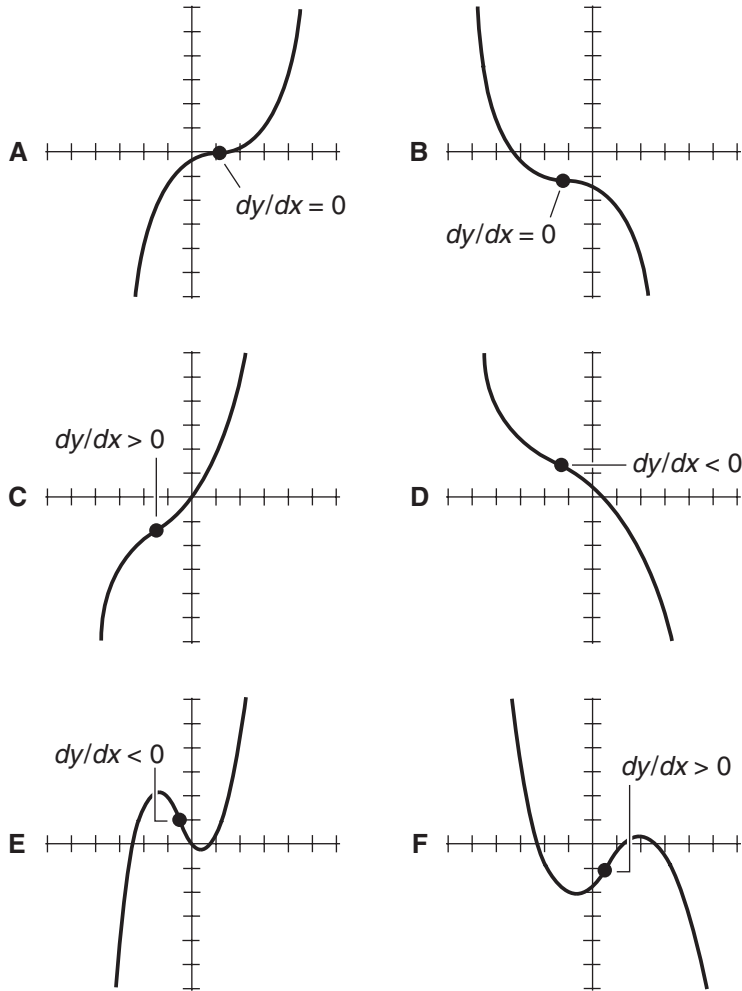 A
dy/dx = 0
B
dy/dx = 0
C
dy/dx > 0
D
dy/dx < 0
E
dy/dx < 0
F
dy/dx > 0